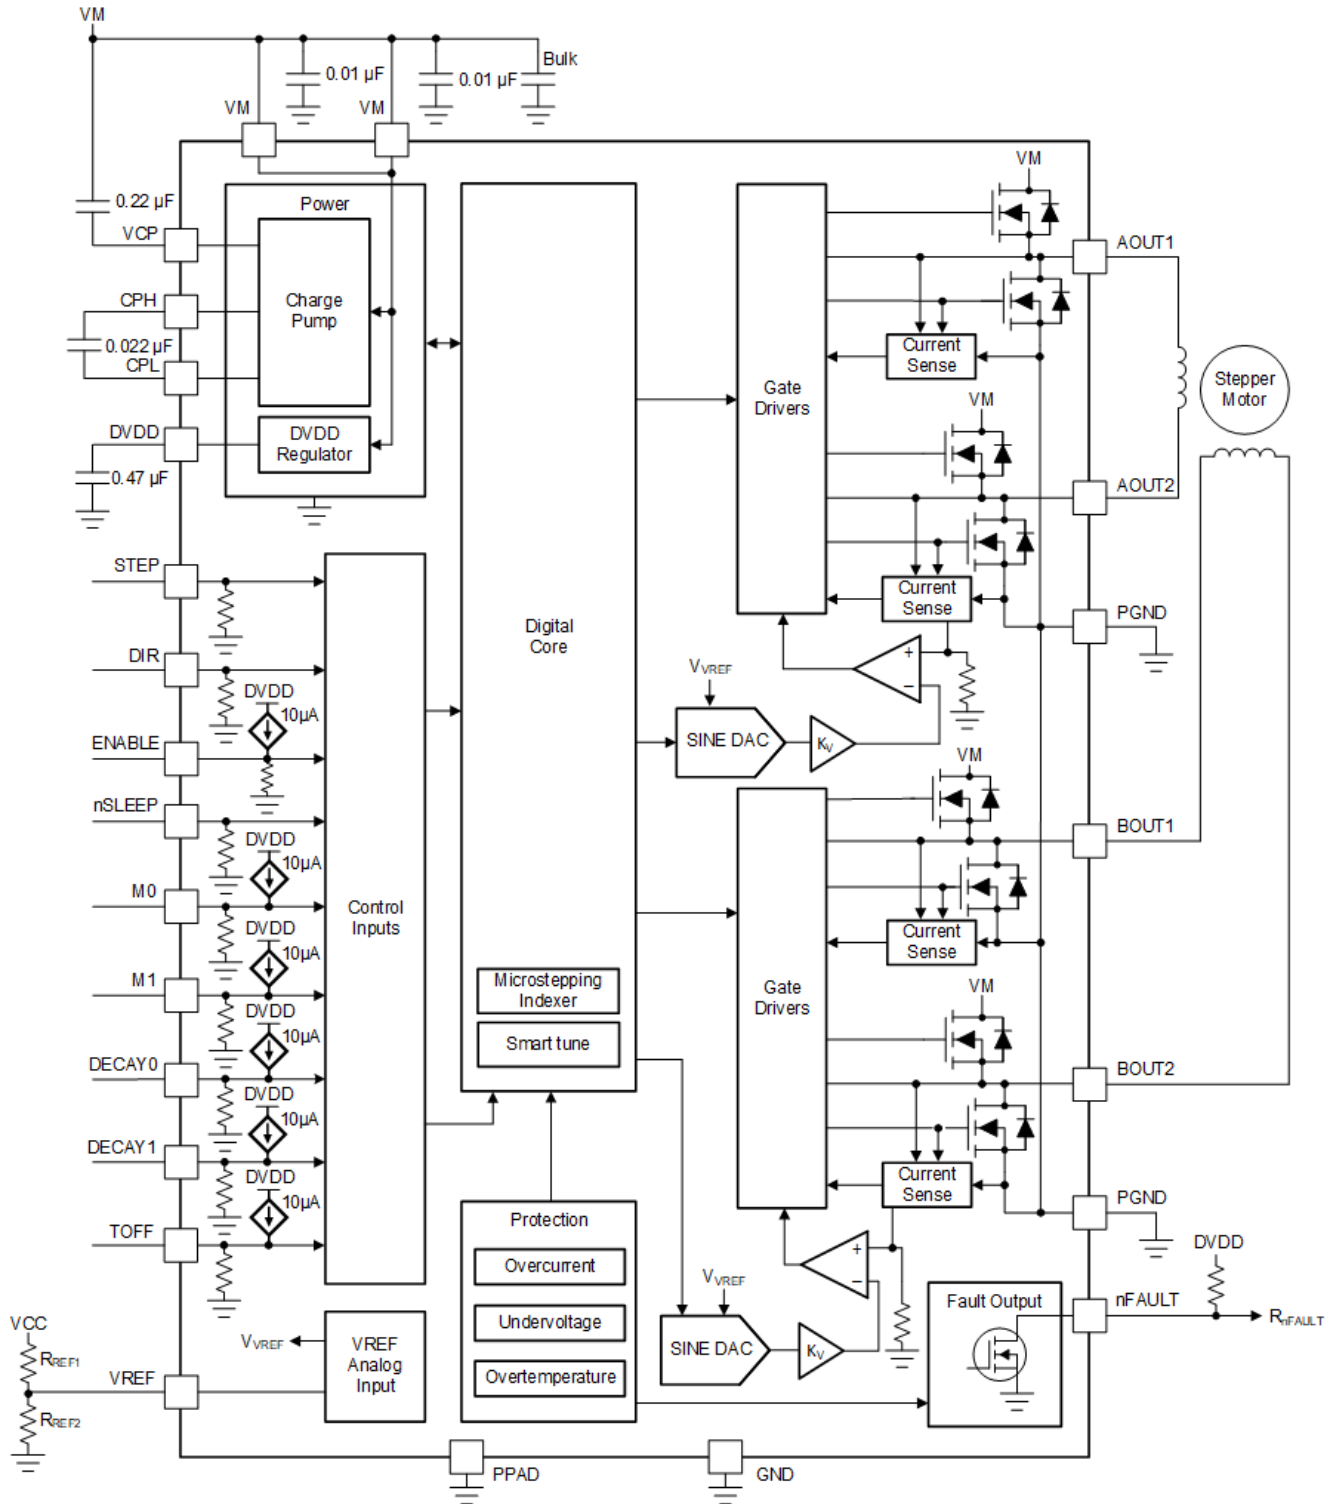 VM
0.01 µF
0.01 µF
Bulk
VM
VM
0.22 µF
VCP
CPH
0.022 µF
CPL
DVDD
0.47 µF
Power
Charge
Pump
DVDD
Regulator
STEP
DIR
DVDD
10µA
ENABLE
nSLEEP
DVDD
10µA
M0
DVDD
10µA
M1
DVDD
10µA
DECAY0
DVDD
10µA
DECAY1
DVDD
10µA
TOFF
Control
Inputs
VCC
RREF1
VREF
RREF2
VVREF
VREF
Analog
Input
Digital
Core
Microstepping
Indexer
Smart tune
Protection
Overcurrent
Undervoltage
Overtemperature
PPAD
GND
Gate
Drivers
VM
AOUT1
Current
Sense
VM
AOUT2
Current
Sense
PGND
Stepper
Motor
VVREF
SINE DAC
KV
+
−
Gate
Drivers
VM
BOUT1
Current
Sense
VM
BOUT2
Current
Sense
PGND
VVREF
SINE DAC
KV
+
−
Fault Output
nFAULT
DVDD
RnFAULT